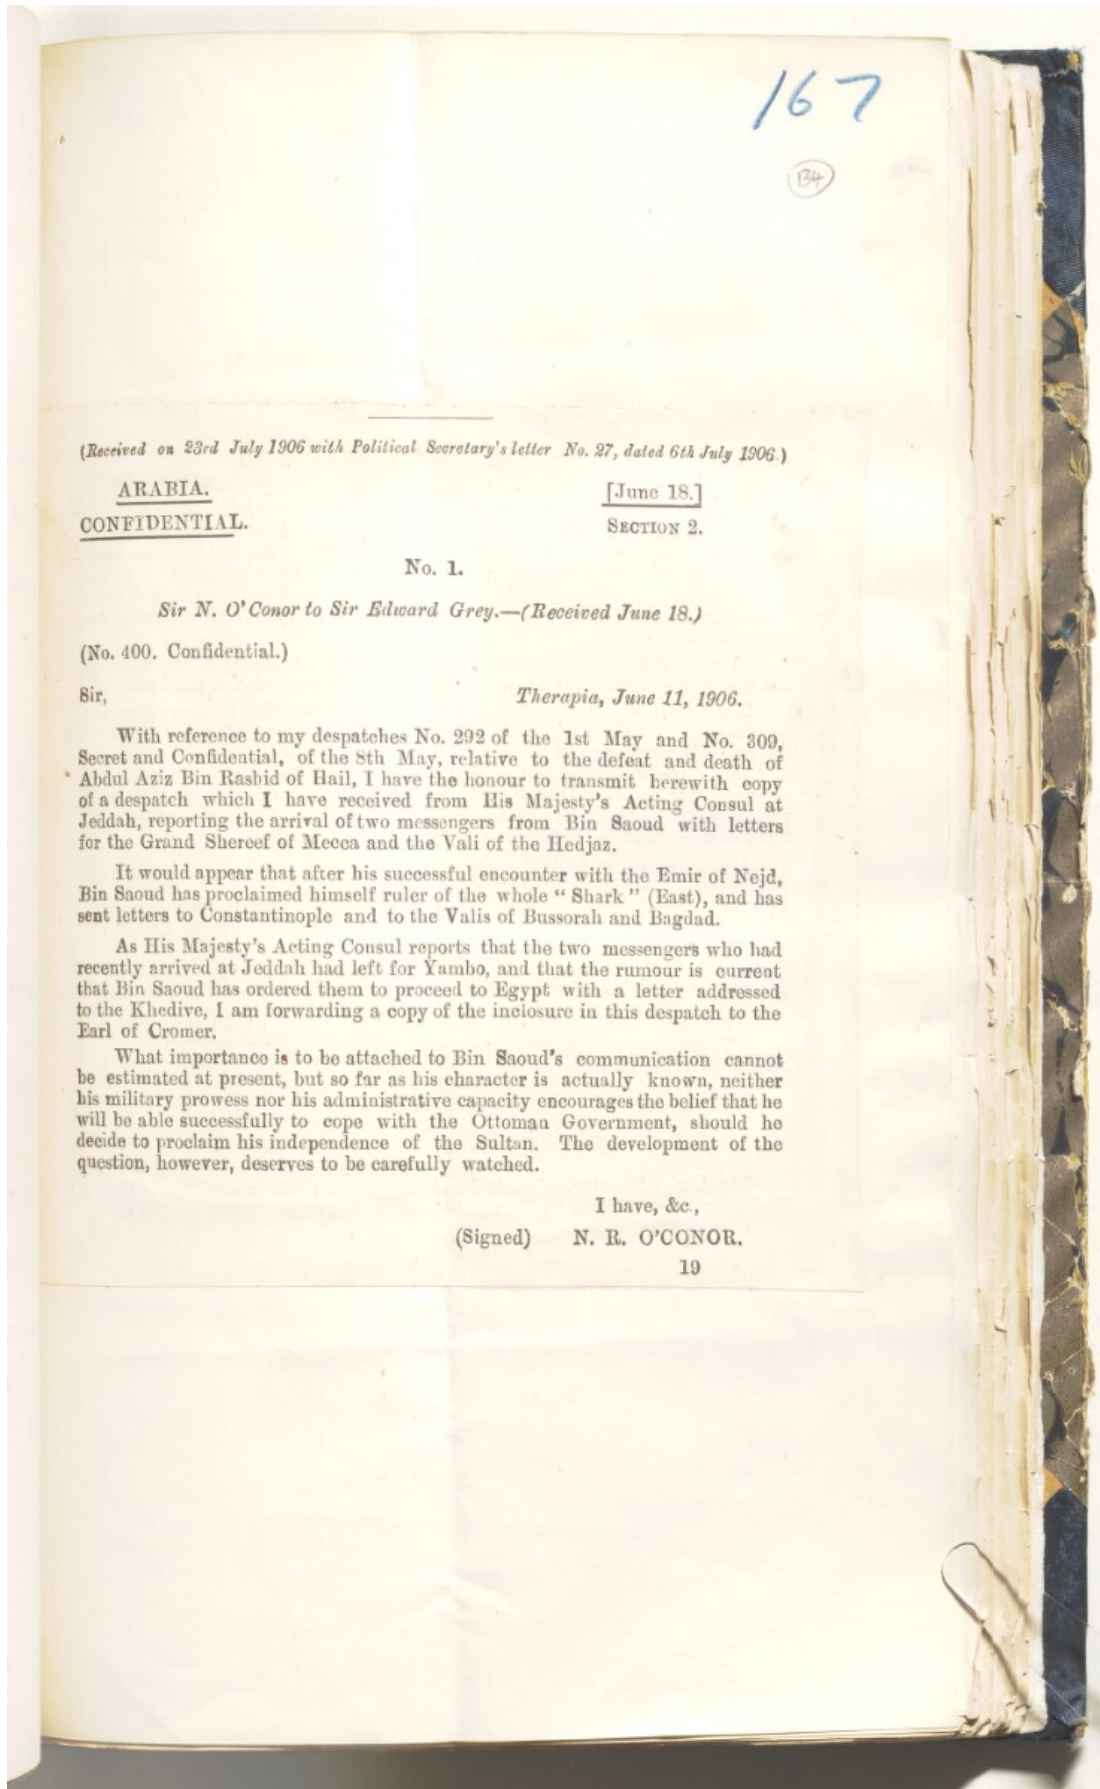 167
134
(Received on 23rd July 1906 with Political Secretary's letter No. 27, dated 6th July 1906.)
ARABIA.
[June 18.]
CONFIDENTIAL.
SECTION 2.
No. 1.
Sir N. O'Conor to Sir Edward Grey.—(Received June 18.)
(No. 400. Confidential.)
Sir,
Therapia, June 11, 1906.
With reference to my despatches No. 292 of the 1st May and No. 309,
Secret and Confidential, of the 8th May, relative to the defeat and death of
Abdul Aziz Bin Rashid of Hail, I have the honour to transmit herewith copy
of a despatch which I have received from His Majesty's Acting Consul at
Jeddah, reporting the arrival of two messengers from Bin Saoud with letters
for the Grand Shereef of Mecca and the Vali of the Hedjaz.
It would appear that after his successful encounter with the Emir of Nejd,
Bin Saoud has proclaimed himself ruler of the whole "Shark" (East), and has
sent letters to Constantinople and to the Valis of Bussorah and Bagdad.
As His Majesty's Acting Consul reports that the two messengers who had
recently arrived at Jeddah had left for Yambo, and that the rumour is current
that Bin Saoud has ordered them to proceed to Egypt with a letter addressed
to the Khedive, I am forwarding a copy of the inclosure in this despatch to the
Earl of Cromer.
What importance is to be attached to Bin Saoud's communication cannot
be estimated at present, but so far as his character is actually known, neither
his military prowess nor his administrative capacity encourages the belief that he
will be able successfully to cope with the Ottoman Government, should he
decide to proclaim his independence of the Sultan. The development of the
question, however, deserves to be carefully watched.
I have, &c.,
(Signed) N. R. O'CONOR.
19